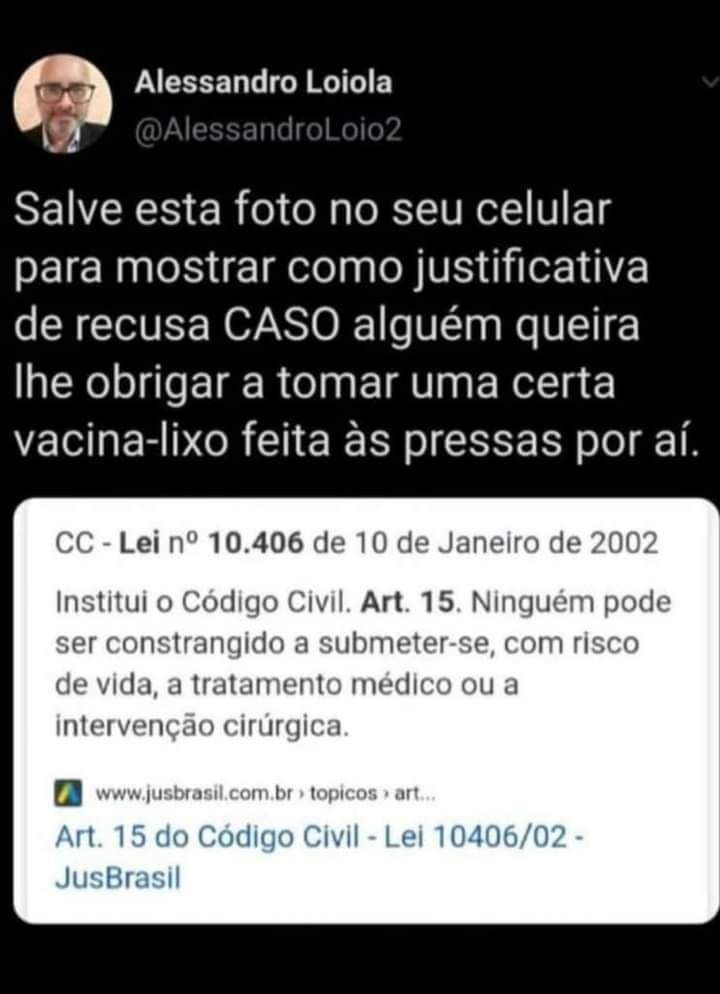 Alessandro Loiola
@AlessandroLoio2
Salve esta foto no seu celular
para mostrar como justificativa
de recusa CASO alguém queira
lhe obrigar a tomar uma certa
vacina-lixo feita às pressas por aí.
CC - Lei nº 10.406 de 10 de Janeiro de 2002
Institui o Código Civil. Art. 15. Ninguém pode
ser constrangido a submeter-se, com risco
de vida, a tratamento médico ou a
intervenção cirúrgica.
www.jusbrasil.com.br › topicos › art...
Art. 15 do Código Civil - Lei 10406/02 -
JusBrasil